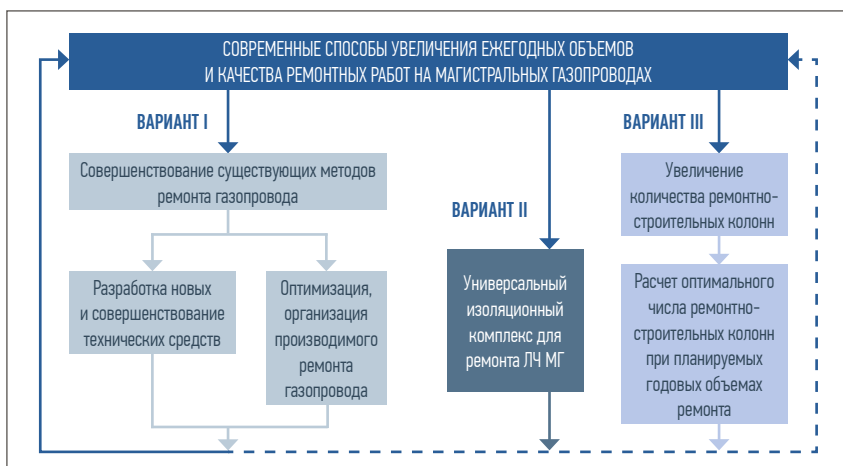 СОВРЕМЕННЫЕ СПОСОБЫ УВЕЛИЧЕНИЯ ЕЖЕГОДНЫХ ОБЪЕМОВ
И КАЧЕСТВА РЕМОНТНЫХ РАБОТ НА МАГИСТРАЛЬНЫХ ГАЗОПРОВОДАХ
ВАРИАНТ I
Совершенствование существующих методов
ремонта газопровода
Разработка новых
и совершенствование
технических средств
Оптимизация,
организация
производимого
ремонта
газопровода
ВАРИАНТ II
Универсальный
изоляционный
комплекс для
ремонта ЛЧ МГ
ВАРИАНТ III
Увеличение
количества ремонтно-
строительных колонн
Расчет оптимального
числа ремонтно-
строительных колонн
при планируемых
годовых объемах
ремонта